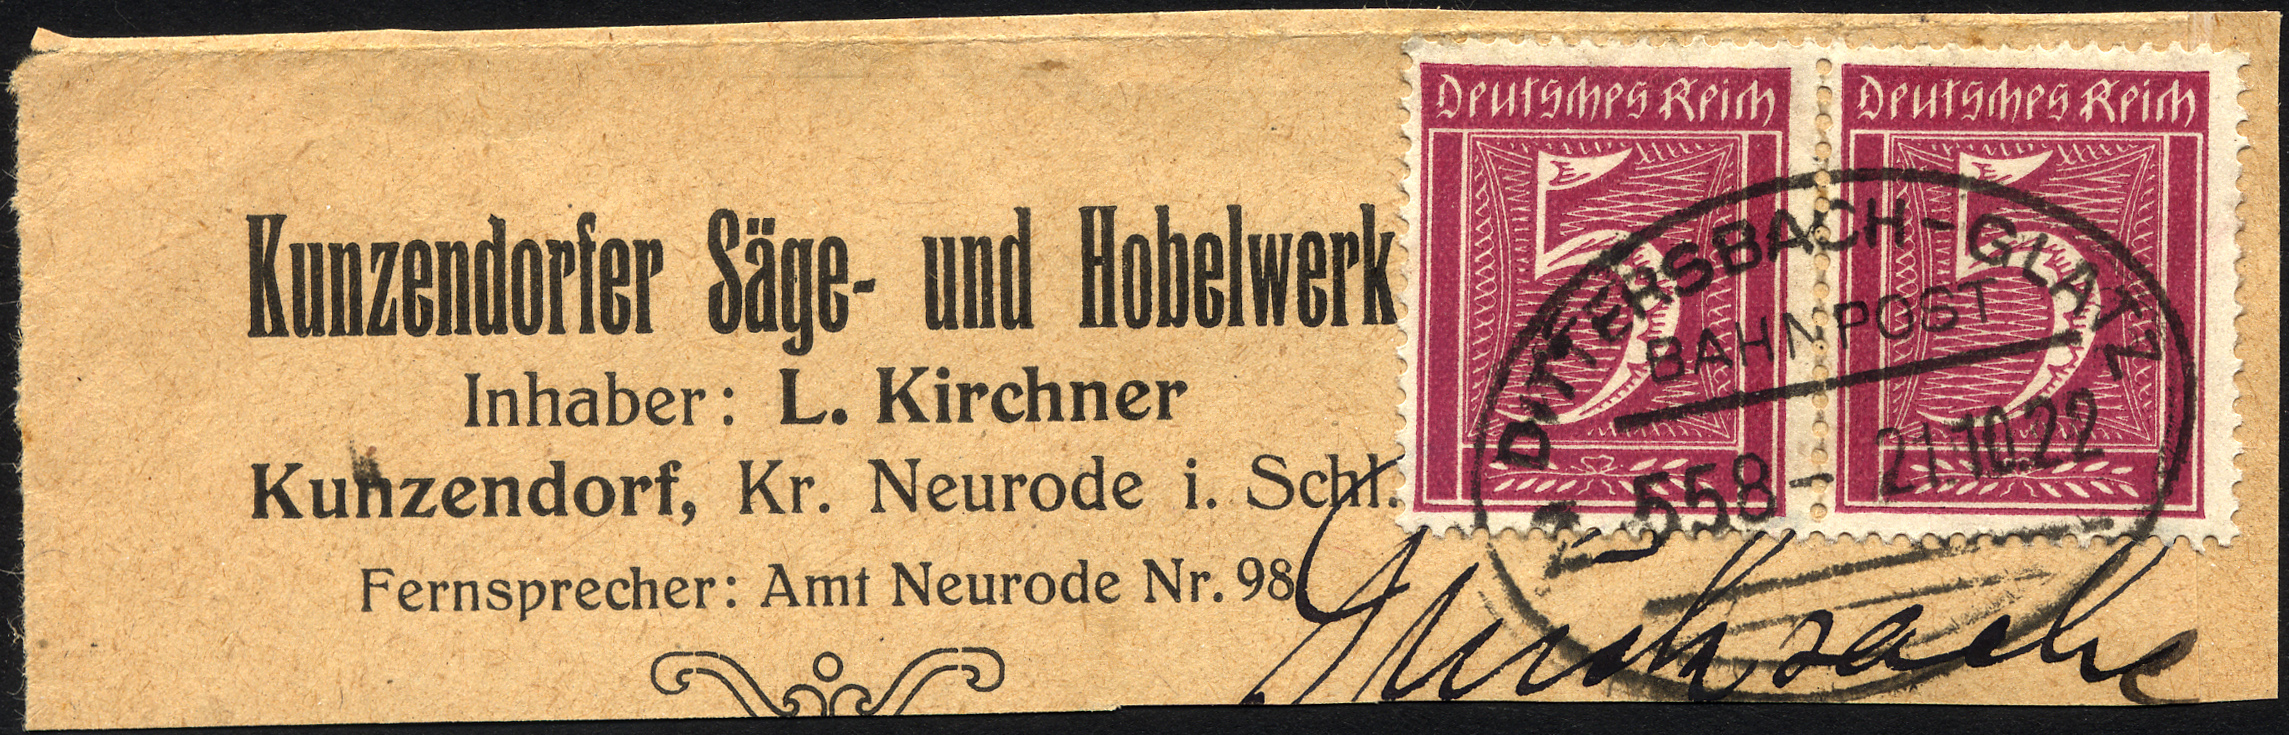 Kunzendorfer Säge- und Hobelwerk
Inhaber: L. Kirchner
Kunzendorf, Kr. Neurode i. Schl.
Fernsprecher: Amt Neurode Nr. 98
Deutsches Reich
5
Deutsches Reich
5
DITTERSBACH-GLATZ
BAHNPOST
558 21.10.22
Drucksache